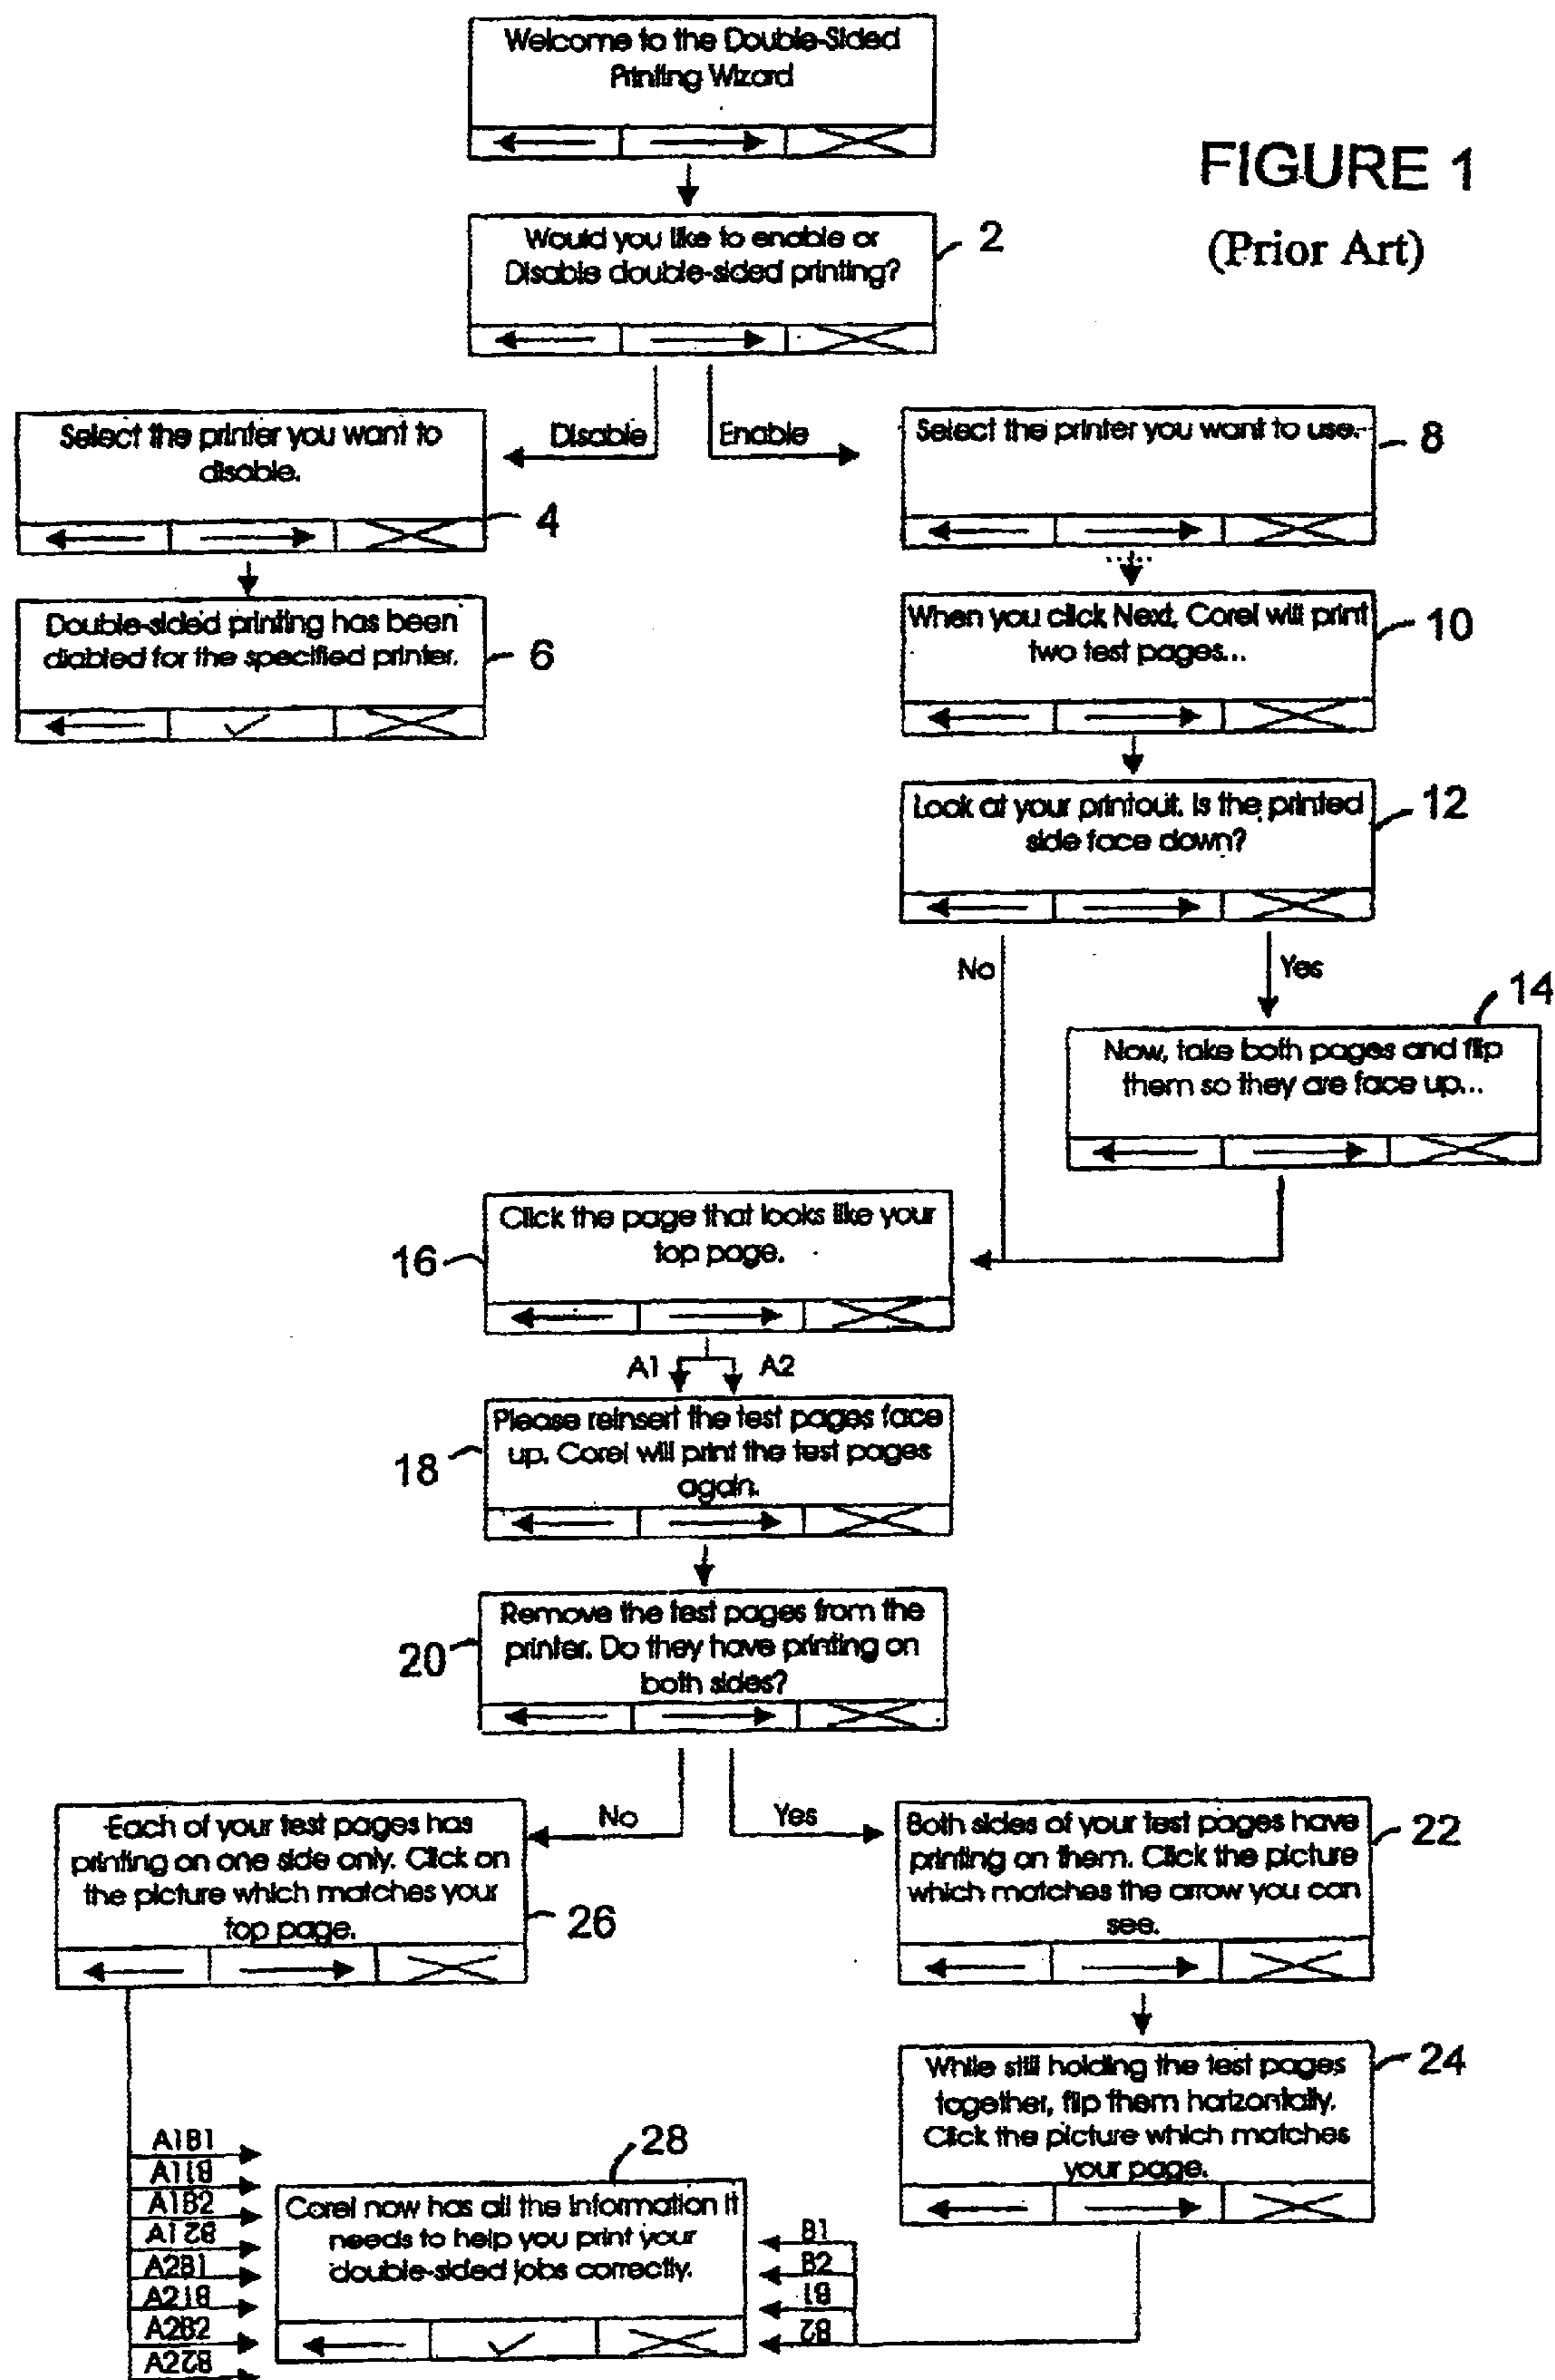 Welcome to the Double-Sided
Printing Wizard
FIGURE 1
(Prior Art)
Would you like to enable or
Disable double-sided printing?
2
Disable
Enable
Select the printer you want to
disable.
4
Select the printer you want to use.
8
Double-sided printing has been
diabled for the specified printer.
6
When you click Next, Corel will print
two test pages...
10
Look at your printout. Is the printed
side face down?
12
No
Yes
14
Now, take both pages and flip
them so they are face up...
Click the page that looks like your
top page.
16
A1
A2
Please reinsert the test pages face
up. Corel will print the test pages
again.
18
Remove the test pages from the
printer. Do they have printing on
both sides?
20
No
Yes
Each of your test pages has
printing on one side only. Click on
the picture which matches your
top page.
26
Both sides of your test pages have
printing on them. Click the picture
which matches the arrow you can
see.
22
While still holding the test pages
together, flip them horizontally.
Click the picture which matches
your page.
24
A1B1
A1B1
A1B2
A1B2
A2B1
A2B1
A2B2
A2B2
28
Corel now has all the information it
needs to help you print your
double-sided jobs correctly.
B1
B2
B1
B2